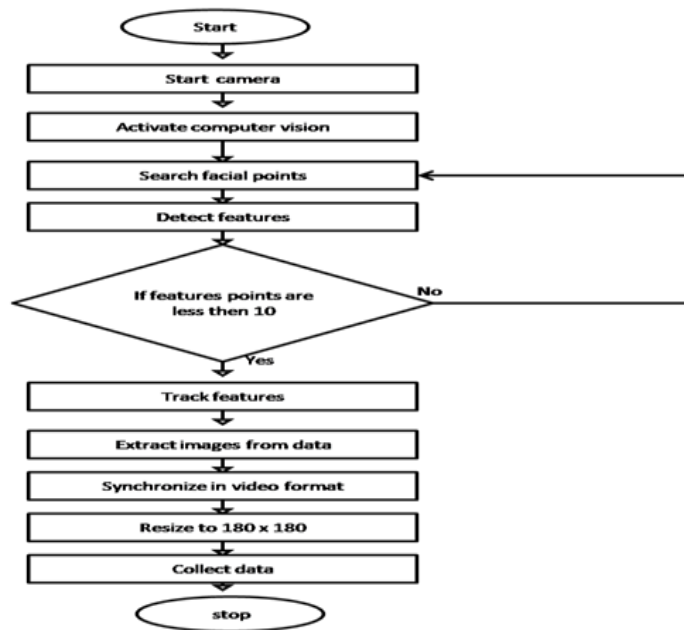 Start
Start camera
Activate computer vision
Search facial points
Detect features
If features points are
less then 10
No
Yes
Track features
Extract images from data
Synchronize in video format
Resize to 180 x 180
Collect data
stop